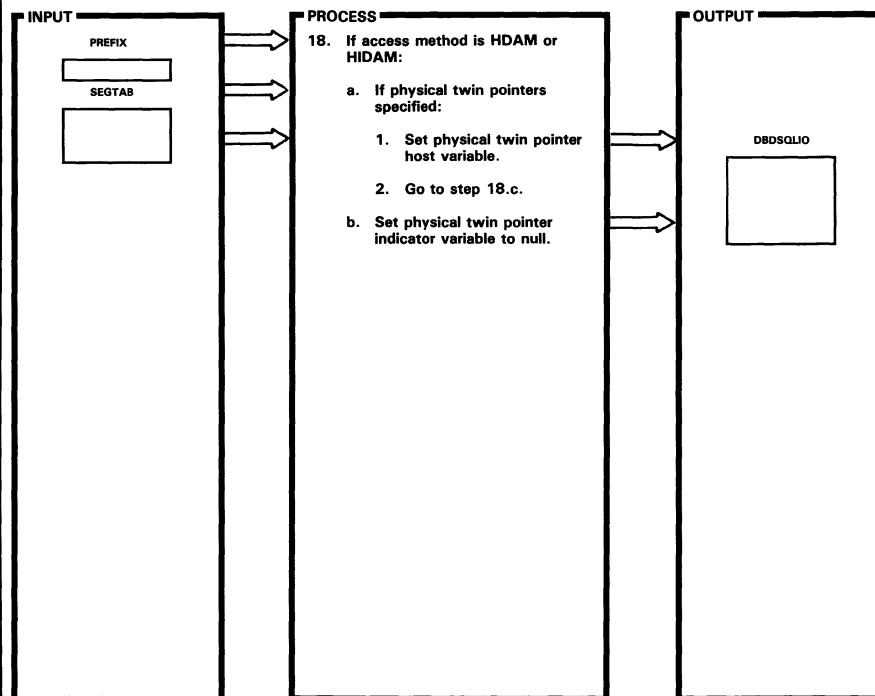 INPUT
PREFIX
SEGTAB
PROCESS
18. If access method is HDAM or
HIDAM:
a. If physical twin pointers
specified:
1. Set physical twin pointer
host variable.
2. Go to step 18.c.
b. Set physical twin pointer
indicator variable to null.
OUTPUT
DBDSQLIO